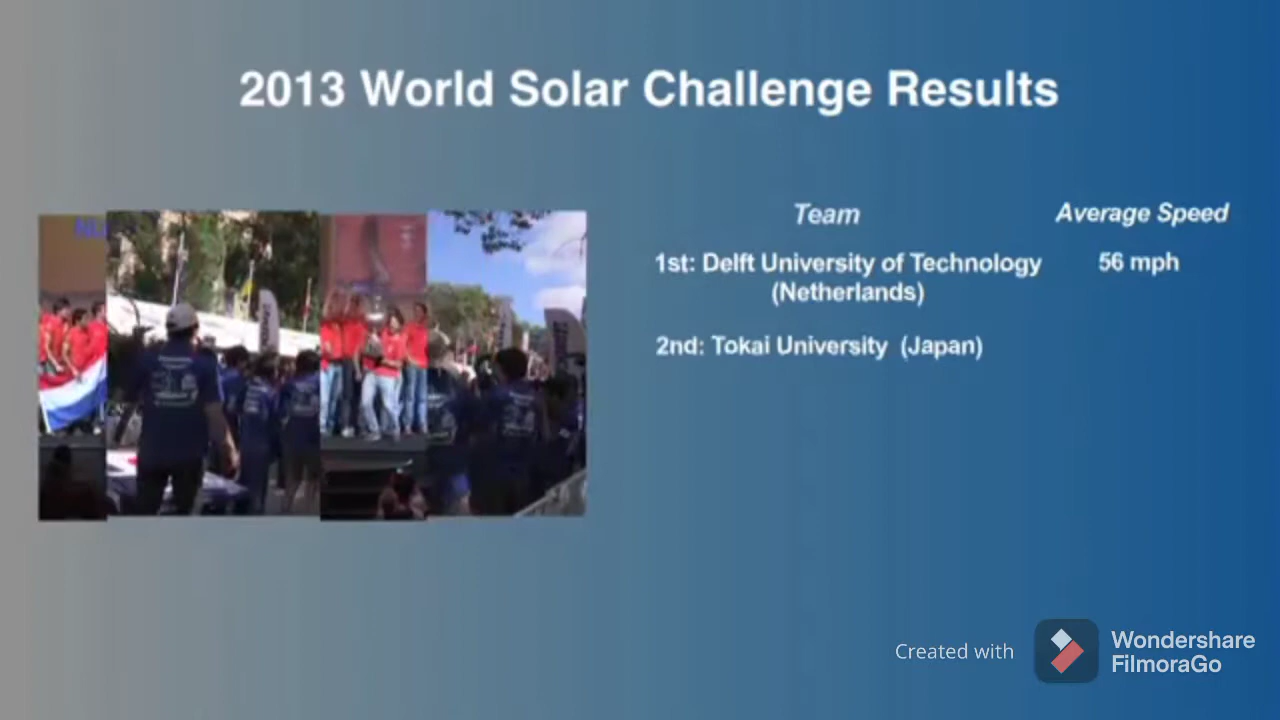 2013 World Solar Challenge Results
Team Average Speed
1st: Delft University of Technology 56 mph
(Netherlands)
2nd: Tokai University (Japan)
Created with
Wondershare
FilmoraGo